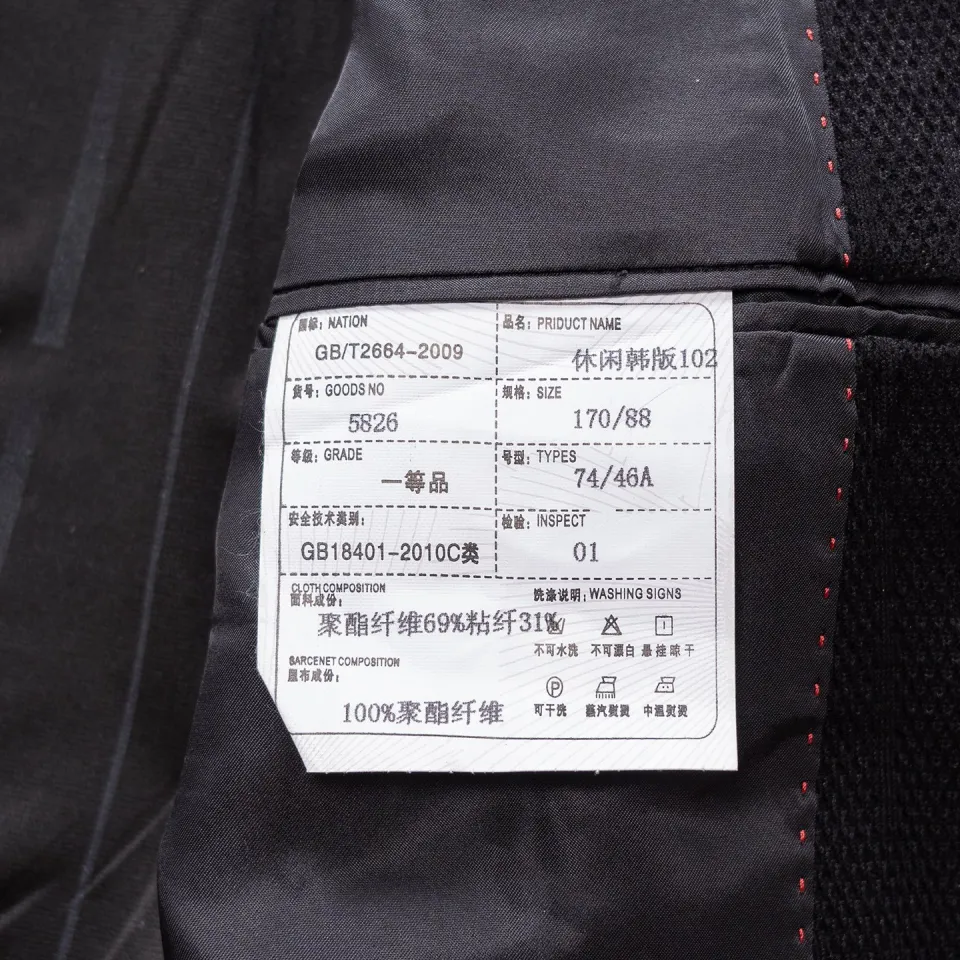 国标: NATION
GB/T2664-2009
品名: PRIDUCT NAME
休闲韩版102
货号: GOODS NO
5826
规格: SIZE
170/88
等级: GRADE
一等品
号型: TYPES
74/46A
安全技术类别:
GB18401-2010C类
检验: INSPECT
01
CLOTH COMPOSITION
面料成份:
聚酯纤维69%粘纤31%
SARCENET COMPOSITION
里布成份:
100%聚酯纤维
洗涤说明: WASHING SIGNS
不可水洗 不可漂白 悬挂晾干
P
可干洗 蒸汽熨烫 中温熨烫